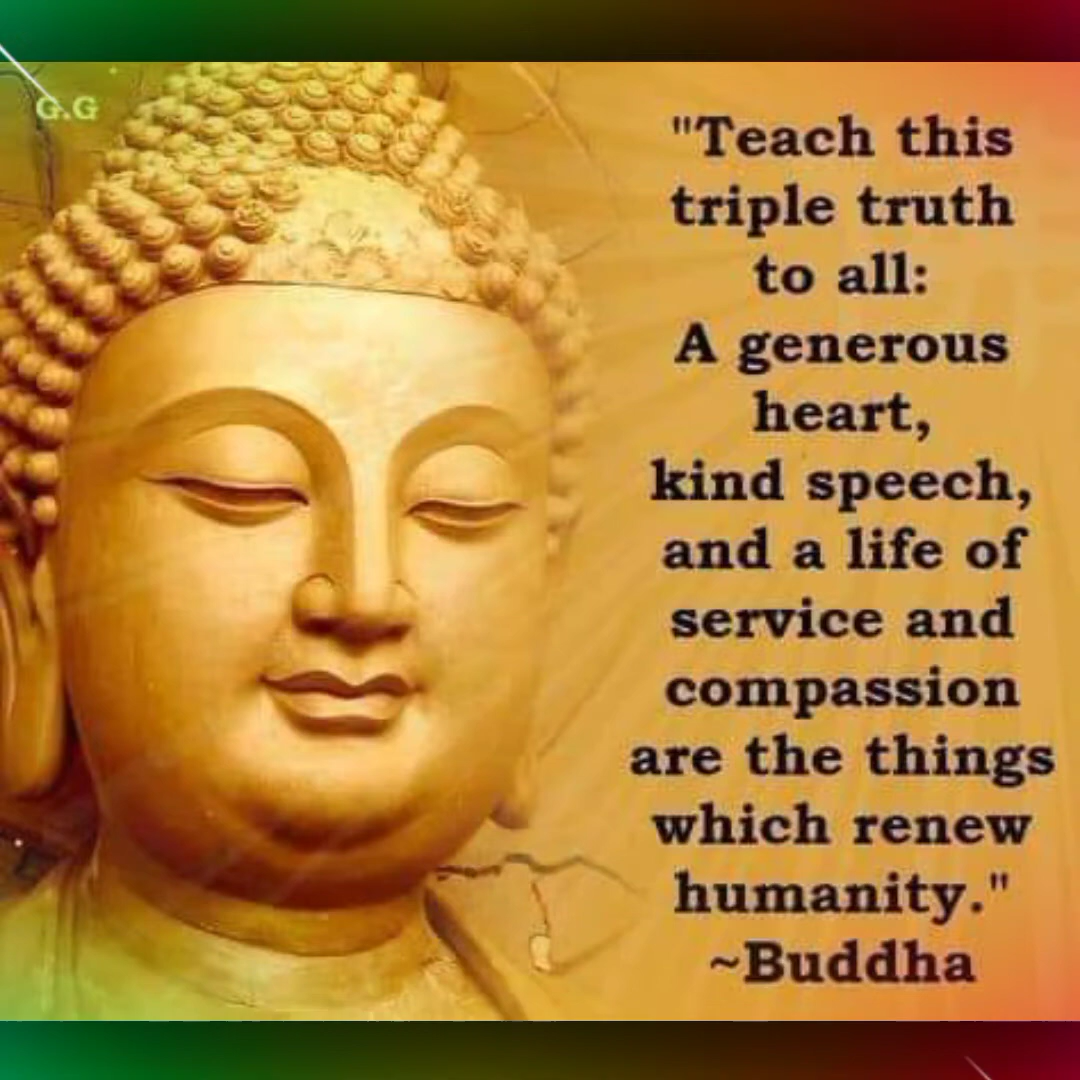 G.G
"Teach this
triple truth
to all:
A generous
heart,
kind speech,
and a life of
service and
compassion
are the things
which renew
humanity."
~Buddha